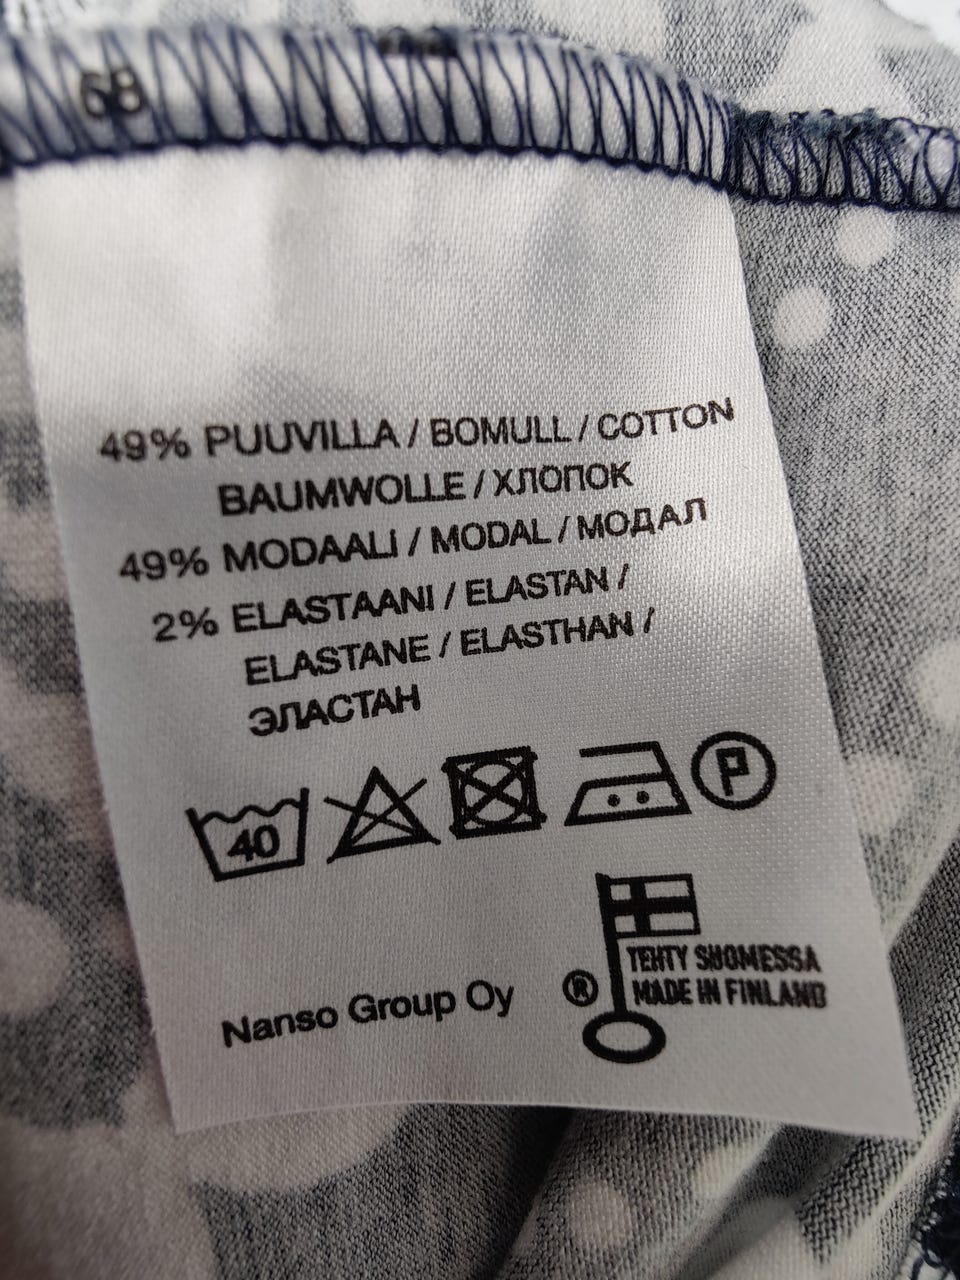 68
49% PUUVILLA / BOMULL / COTTON
BAUMWOLLE / ХЛОПОК
49% MODAALI / MODAL / МОДАЛ
2% ELASTAANI / ELASTAN /
ELASTANE / ELASTHAN /
ЭЛАСТАН
40
P
TEHTY SUOMESSA
® MADE IN FINLAND
Nanso Group Oy